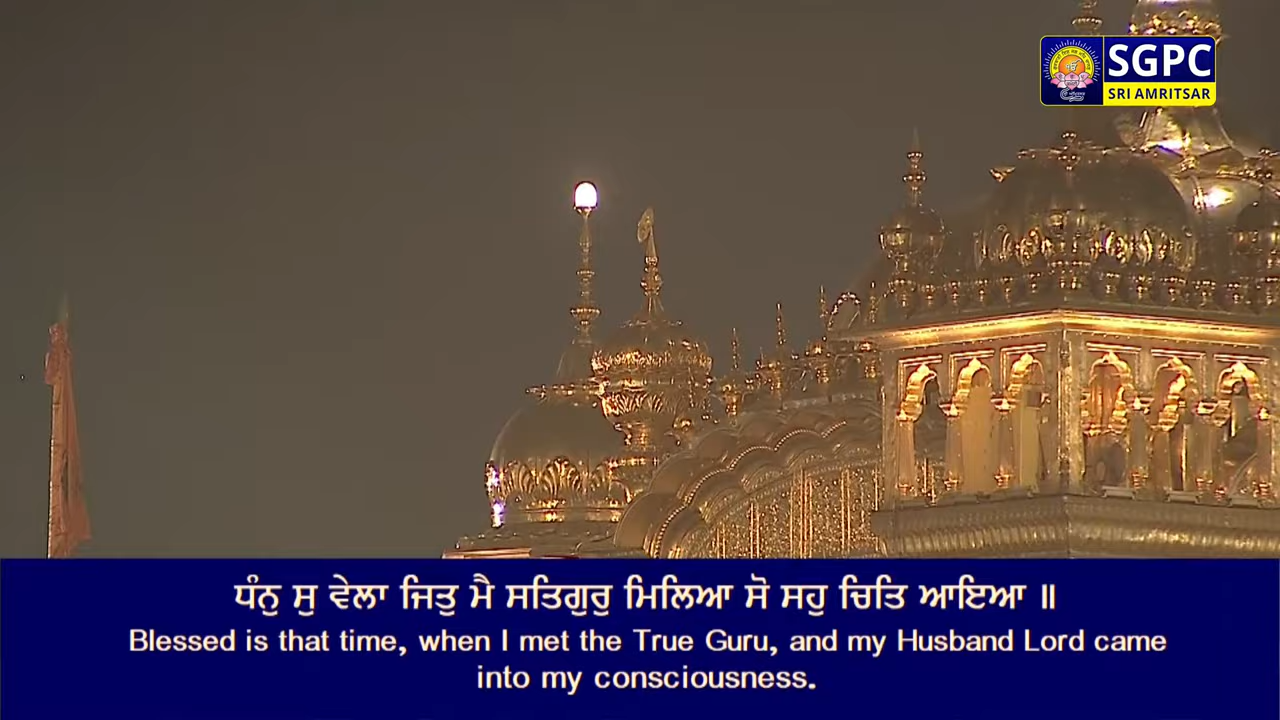 SGPC
SRI AMRITSAR
ਧੰਨੁ ਸੁ ਵੇਲਾ ਜਿਤੁ ਮੈ ਸਤਿਗੁਰੁ ਮਿਲਿਆ ਸੋ ਸਹੁ ਚਿਤਿ ਆਇਆ ॥
Blessed is that time, when I met the True Guru, and my Husband Lord came
into my consciousness.